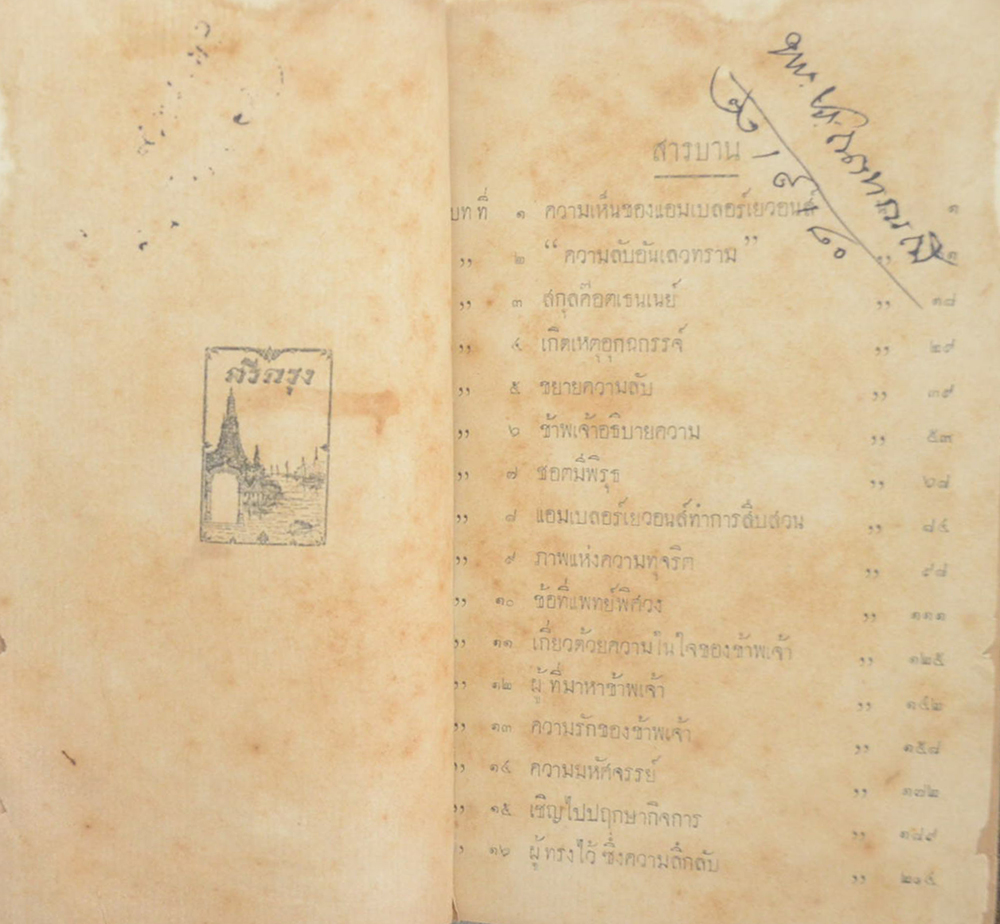 ศรีกรุง
สารบาน
บทที่ ๑ ความเห็นของแอมเบลอร์เยวอนส์ ๑
” ๒ “ความลับอันเลวทราม” ”
” ๓ สกุลค๊อตเธนเนย์ ” ๑๘
” ๔ เกิดเหตุอุกฉกรรจ์ ” ๒๙
” ๕ ขยายความลับ ” ๓๙
” ๖ ข้าพเจ้าอธิบายความ ” ๕๓
” ๗ ชอตมีพิรุธ ” ๖๘
” ๘ แอมเบลอร์เยวอนส์ทำการสืบสวน ” ๘๕
” ๙ ภาพแห่งความทุจริต ” ๙๘
” ๑๐ ข้อที่แพทย์พิศวง ” ๑๑๑
” ๑๑ เกี่ยวด้วยความในใจของข้าพเจ้า ” ๑๒๕
” ๑๒ ผู้ที่มาหาข้าพเจ้า ” ๑๔๒
” ๑๓ ความรักของข้าพเจ้า ” ๑๕๘
” ๑๔ ความมหัศจรรย์ ” ๑๗๒
” ๑๕ เชิญไปปฤกษากิจการ ” ๑๘๙
” ๑๖ ผู้ทรงไว้ซึ่งความลึกลับ ” ๒๐๕